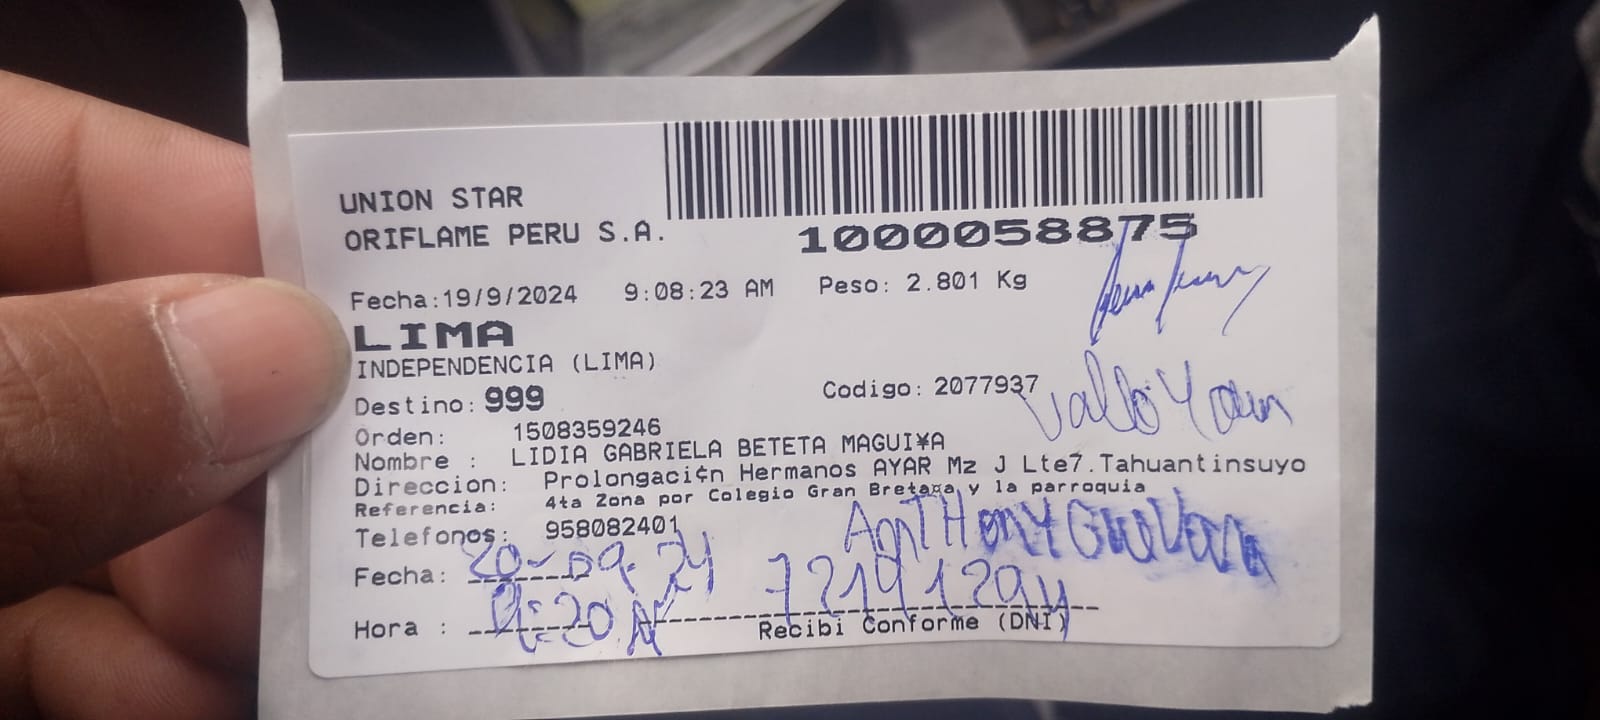 UNION STAR
ORIFLAME PERU S.A.
1000058875
Fecha:19/9/2024 9:08:23 AM Peso: 2.801 Kg
LIMA
INDEPENDENCIA (LIMA)
Destino: 999 Codigo: 2077937
Orden: 1508359246
Nombre : LIDIA GABRIELA BETETA MAGUI¥A
Direccion: Prolongaci¢n Hermanos AYAR Mz J Lte7.Tahuantinsuyo
Referencia: 4ta Zona por Colegio Gran Breta¤a y la parroquia
Telefonos: 958082401
AnTHonY
Fecha: 20-09-24
Hora :
Recibi Conforme (DNI)